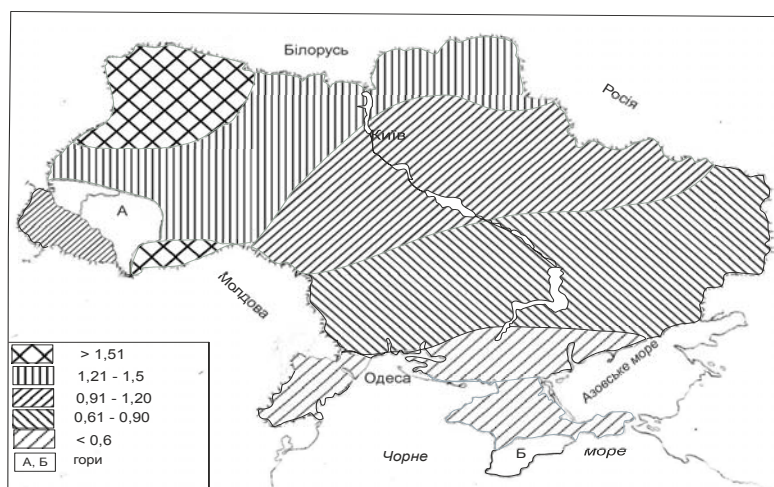 Білорусь
Росія
Київ
А
Молдова
Одеса
Азовське море
Чорне
море
Б
> 1,51
1,21 - 1,5
0,91 - 1,20
0,61 - 0,90
< 0,6
А, Б гори